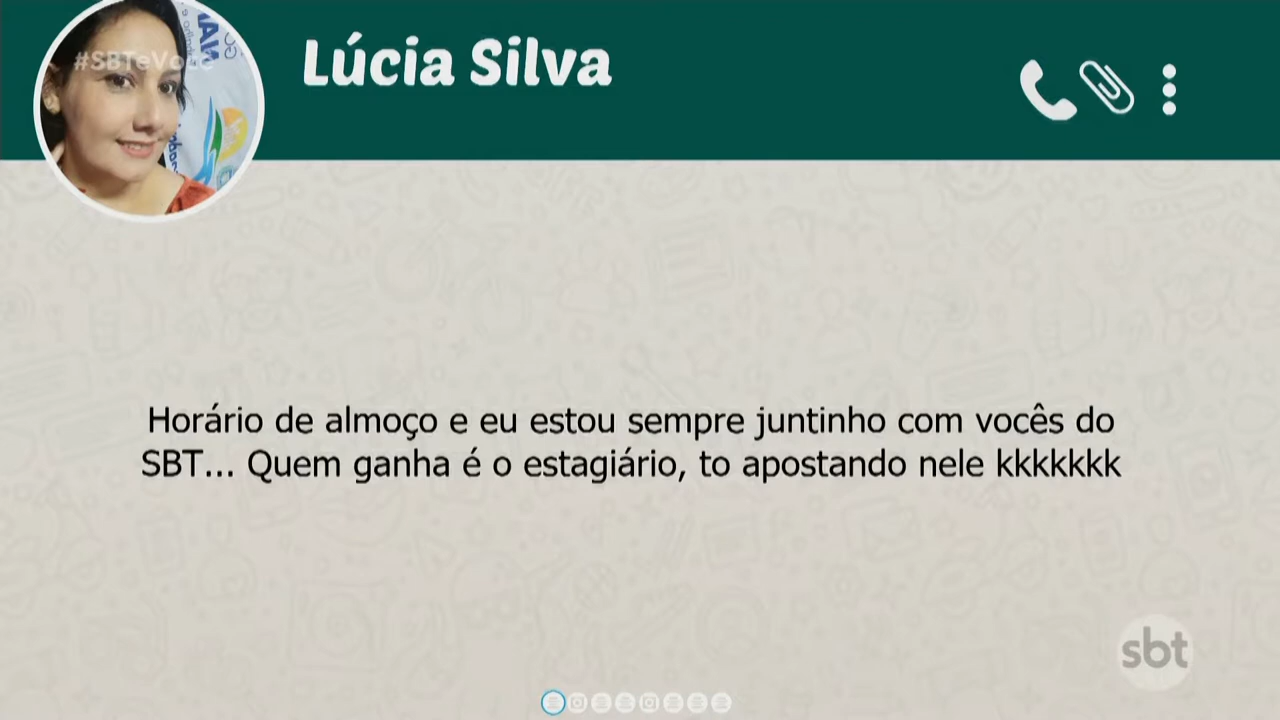 #SBTeVocê
Lúcia Silva
Horário de almoço e eu estou sempre juntinho com vocês do
SBT... Quem ganha é o estagiário, to apostando nele kkkkkkk
sbt